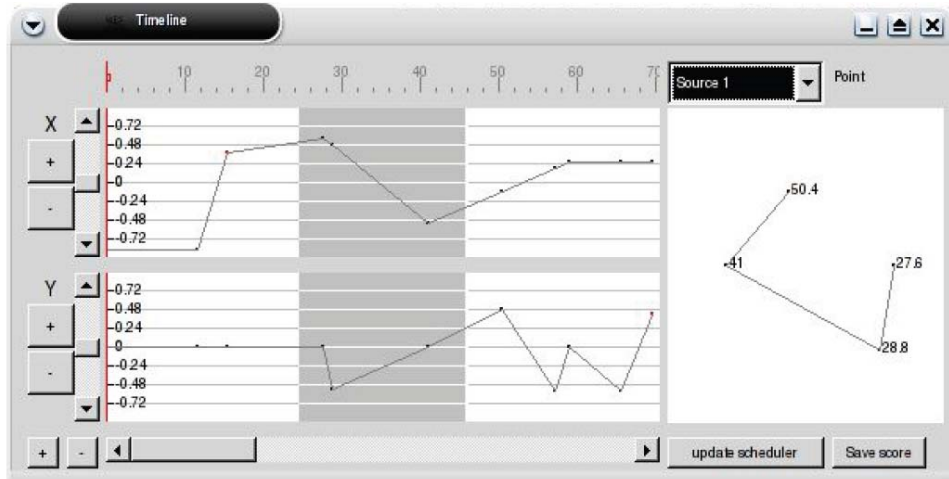 Timeline
10 20 30 40 50 60 70
Source 1
Point
X
+
-
0.72
0.48
0.24
0
-0.24
-0.48
-0.72
Y
+
-
0.72
0.48
0.24
0
-0.24
-0.48
-0.72
50.4
41
27.6
28.8
+ -
update scheduler
Save score